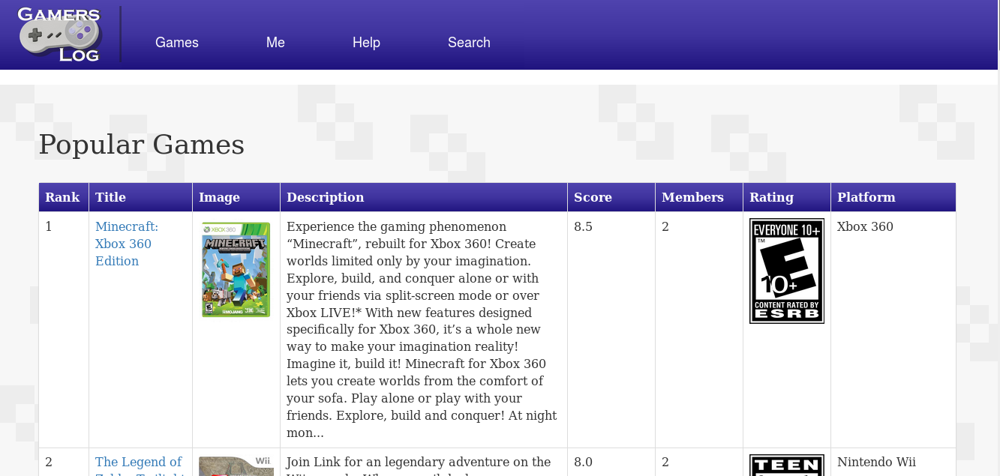 GAMERS
LOG
Games
Me
Help
Search
Popular Games
Rank
Title
Image
Description
Score
Members
Rating
Platform
1
Minecraft:
Xbox 360
Edition
XBOX 360
MINECRAFT
MOJANG
Experience the gaming phenomenon
“Minecraft”, rebuilt for Xbox 360! Create
worlds limited only by your imagination.
Explore, build, and conquer alone or with
your friends via split-screen mode or over
Xbox LIVE!* With new features designed
specifically for Xbox 360, it’s a whole new
way to make your imagination reality!
Imagine it, build it! Minecraft for Xbox 360
lets you create worlds from the comfort of
your sofa. Play alone or play with your
friends. Explore, build and conquer! At night
mon...
8.5
2
EVERYONE 10+
TM
E
10+
CONTENT RATED BY
ESRB
Xbox 360
2
The Legend of
Wii
Join Link for an legendary adventure on the
8.0
2
TEEN
Nintendo Wii